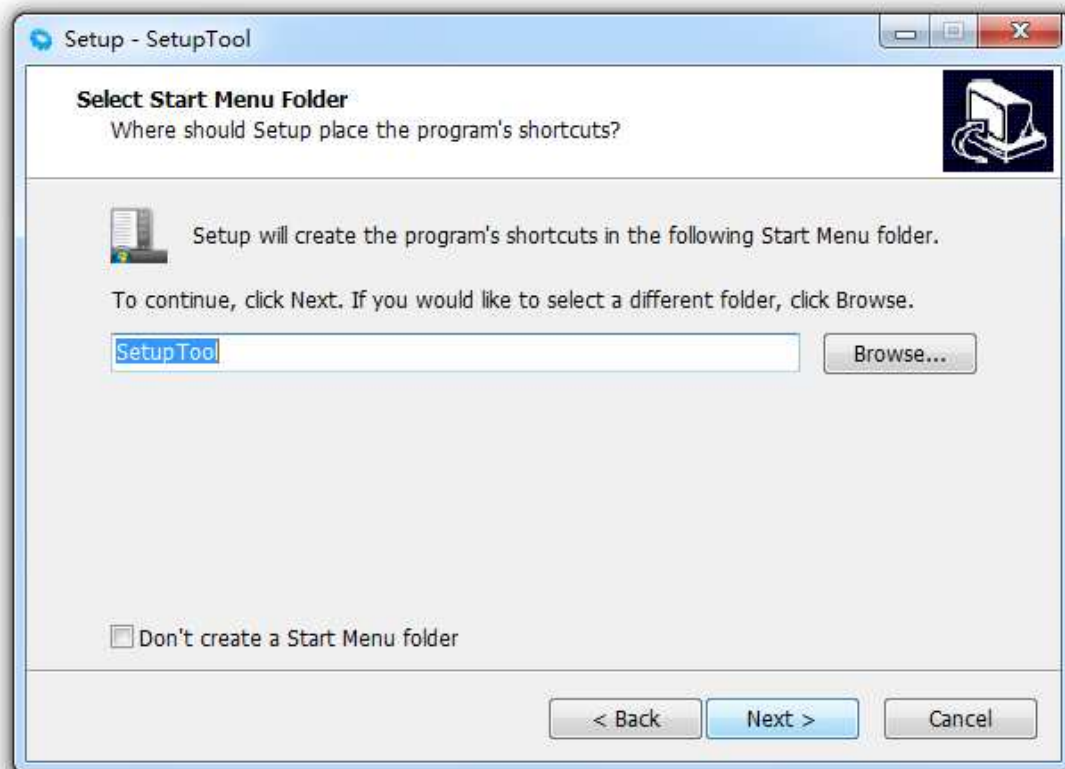 Setup - SetupTool
Select Start Menu Folder
Where should Setup place the program's shortcuts?
Setup will create the program's shortcuts in the following Start Menu folder.
To continue, click Next. If you would like to select a different folder, click Browse.
SetupTool
Browse...
Don't create a Start Menu folder
< Back
Next >
Cancel